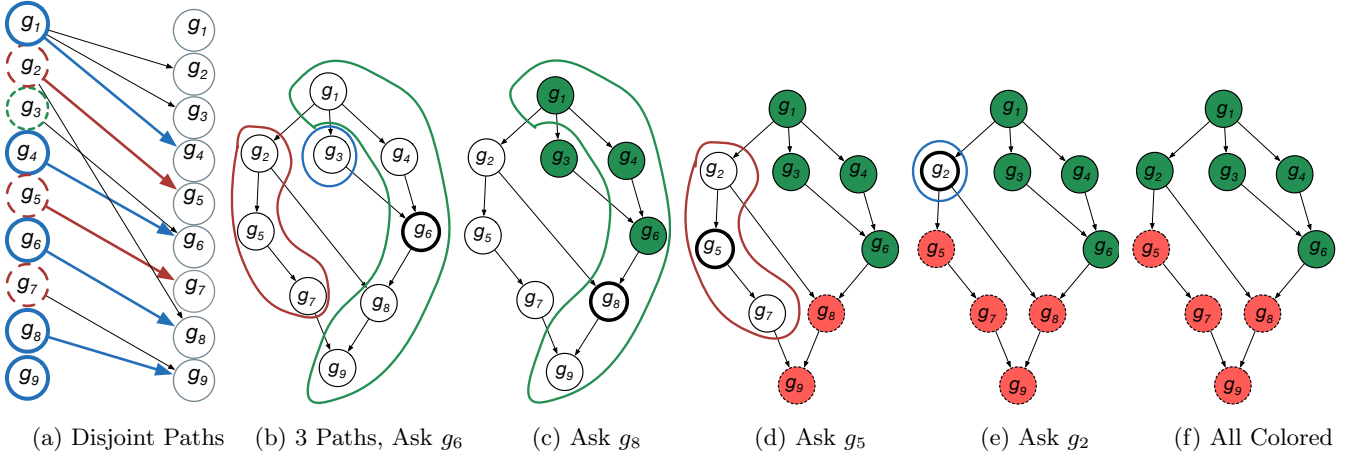 g1 g1
g2 g2
g3 g3
g4 g4
g5 g5
g6 g6
g7 g7
g8 g8
g9 g9
(a) Disjoint Paths
g1
g2 g3 g4
g5 g6
g7 g8
g9
(b) 3 Paths, Ask g6
g1
g2 g3 g4
g5 g6
g7 g8
g9
(c) Ask g8
g1
g2 g3 g4
g5 g6
g7 g8
g9
(d) Ask g5
g1
g2 g3 g4
g5 g6
g7 g8
g9
(e) Ask g2
g1
g2 g3 g4
g5 g6
g7 g8
g9
(f) All Colored